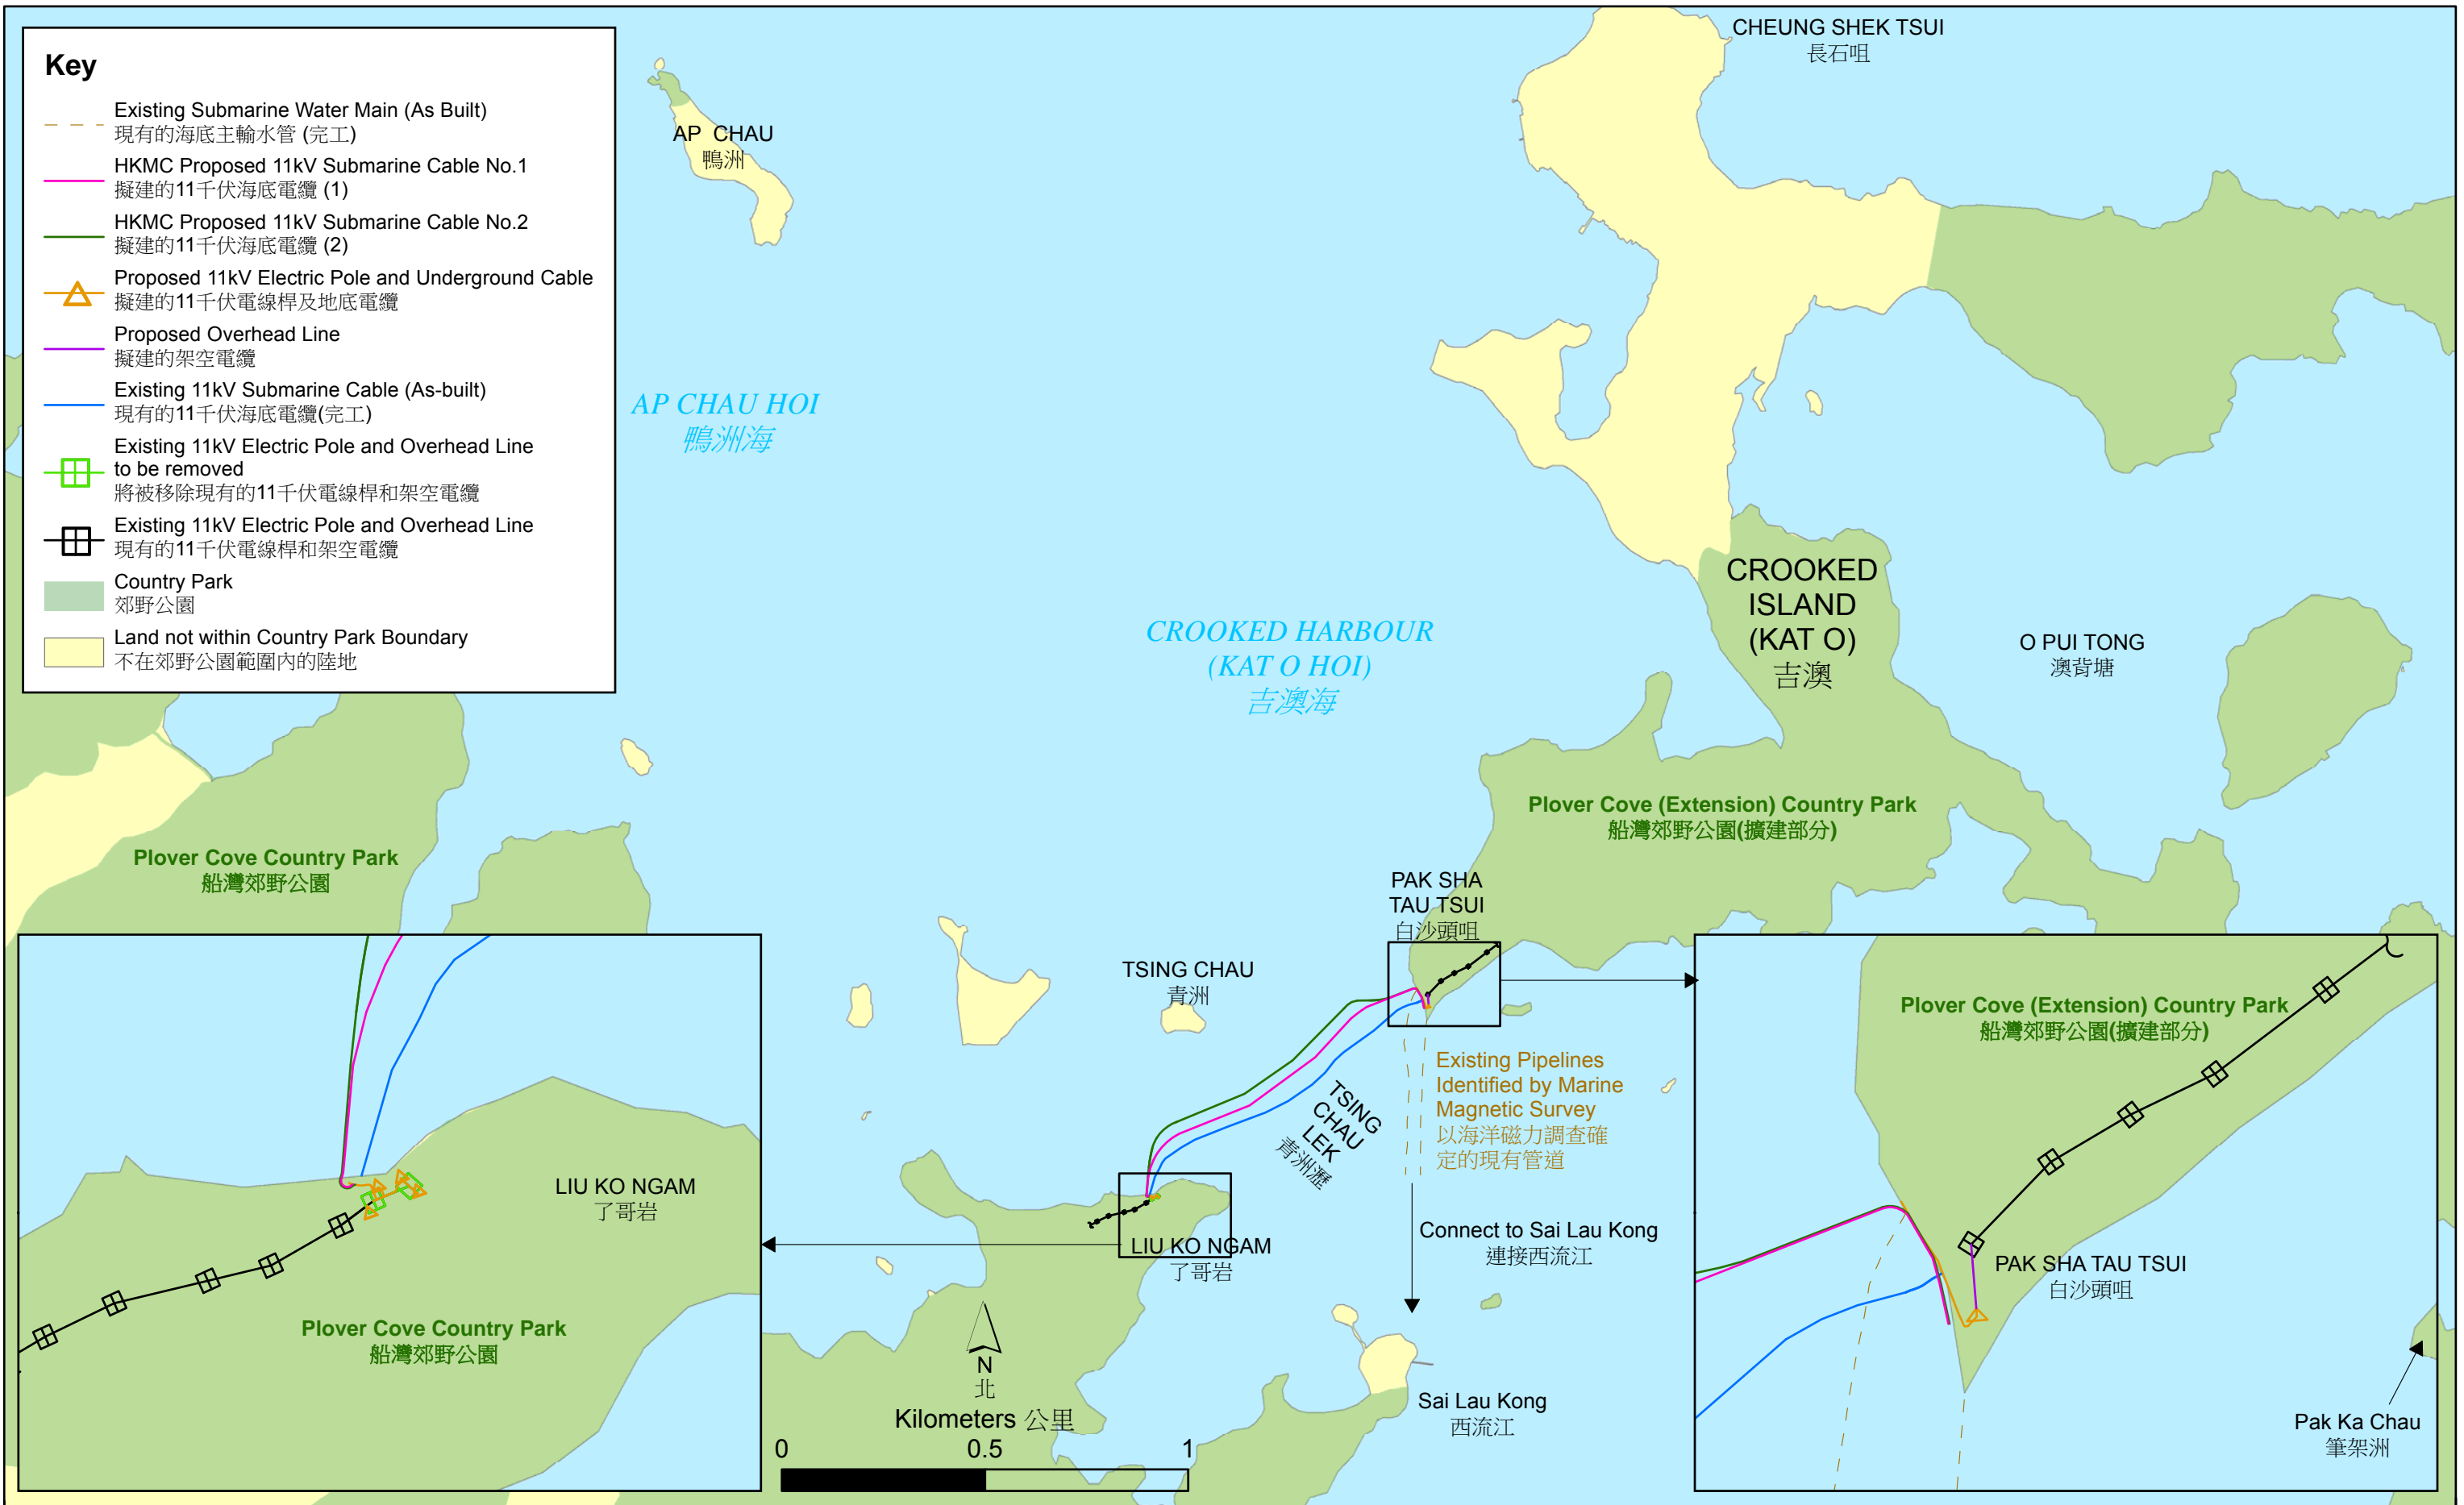 Key
Existing Submarine Water Main (As Built)
現有的海底主輸水管 (完工)
HKMC Proposed 11kV Submarine Cable No.1
擬建的11千伏海底電纜 (1)
HKMC Proposed 11kV Submarine Cable No.2
擬建的11千伏海底電纜 (2)
Proposed 11kV Electric Pole and Underground Cable
擬建的11千伏電線桿及地底電纜
Proposed Overhead Line
擬建的架空電纜
Existing 11kV Submarine Cable (As-built)
現有的11千伏海底電纜(完工)
Existing 11kV Electric Pole and Overhead Line
to be removed
將被移除現有的11千伏電線桿和架空電纜
Existing 11kV Electric Pole and Overhead Line
現有的11千伏電線桿和架空電纜
Country Park
郊野公園
Land not within Country Park Boundary
不在郊野公園範圍內的陸地
CHEUNG SHEK TSUI
長石咀
AP CHAU
鴨洲
AP CHAU HOI
鴨洲海
CROOKED HARBOUR
(KAT O HOI)
吉澳海
CROOKED
ISLAND
(KAT O)
吉澳
O PUI TONG
澳背塘
Plover Cove (Extension) Country Park
船灣郊野公園(擴建部分)
Plover Cove Country Park
船灣郊野公園
PAK SHA
TAU TSUI
白沙頭咀
TSING CHAU
青洲
Existing Pipelines
Identified by Marine
Magnetic Survey
以海洋磁力調查確
定的現有管道
TSING
CHAU
LEK
青洲瀝
LIU KO NGAM
了哥岩
Connect to Sai Lau Kong
連接西流江
Sai Lau Kong
西流江
N
北
Kilometers 公里
0 0.5 1
LIU KO NGAM
了哥岩
Plover Cove Country Park
船灣郊野公園
Plover Cove (Extension) Country Park
船灣郊野公園(擴建部分)
PAK SHA TAU TSUI
白沙頭咀
Pak Ka Chau
筆架洲